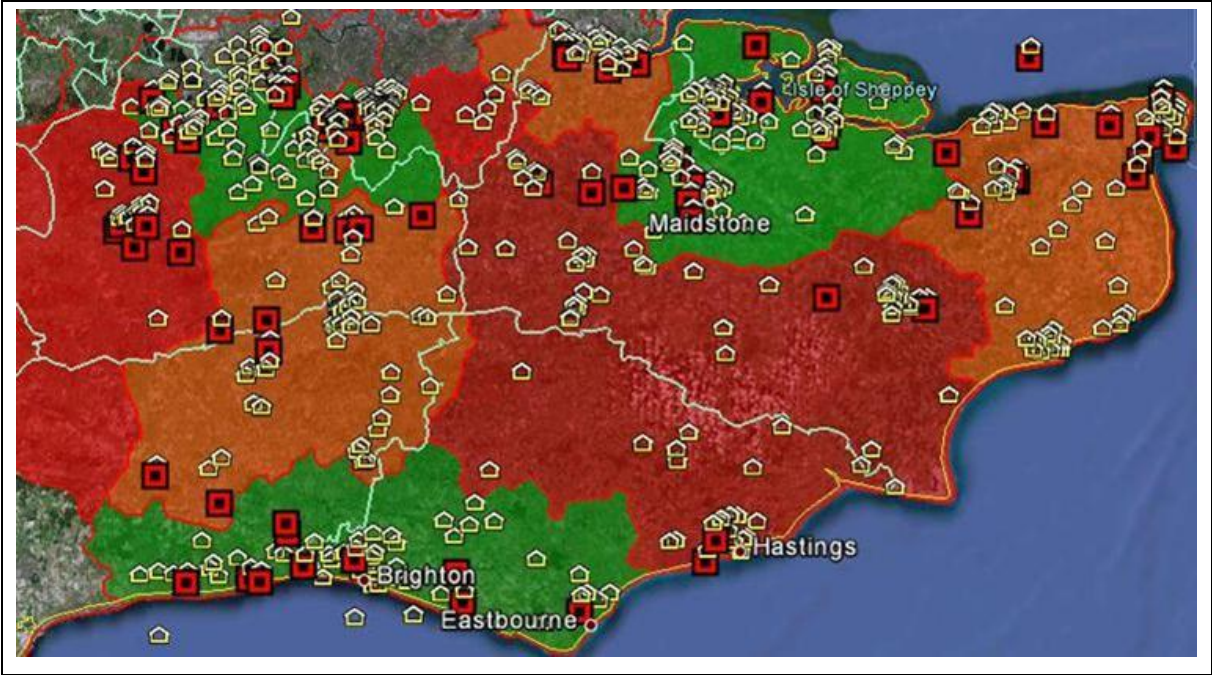 Isle of Sheppey
Maidstone
Hastings
Brighton
Eastbourne